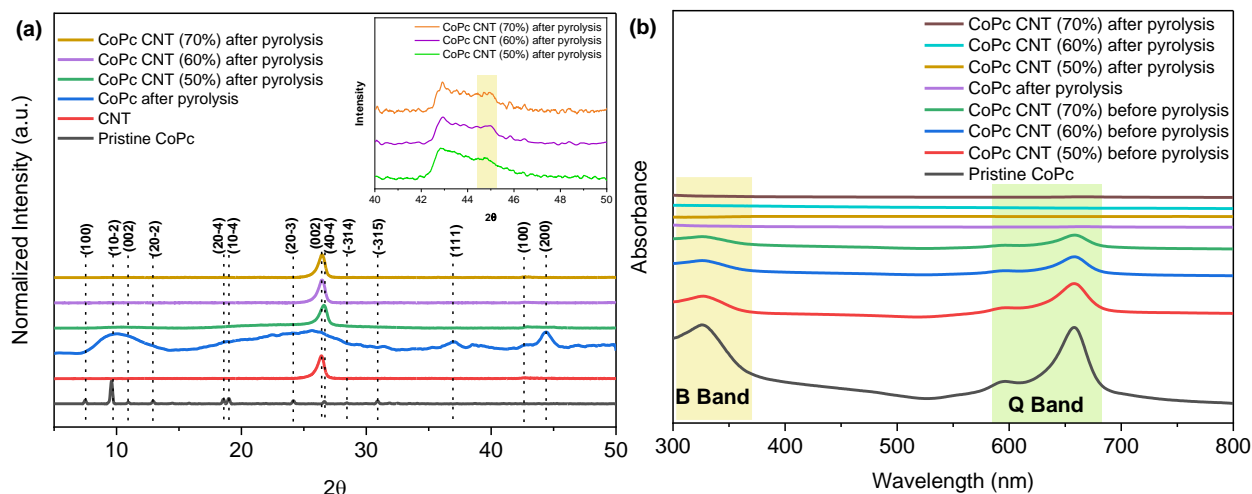 (a)
CoPc CNT (70%) after pyrolysis
CoPc CNT (60%) after pyrolysis
CoPc CNT (50%) after pyrolysis
CoPc after pyrolysis
CNT
Pristine CoPc
Normalized Intensity (a.u.)
CoPc CNT (70%) after pyrolysis
CoPc CNT (60%) after pyrolysis
CoPc CNT (50%) after pyrolysis
Intensity
40 42 44 46 48 50
2θ
(100) (10-2) (002) (20-2) (20-4) (10-4) (20-3) (002) (40-4) (-314) (-315) (111) (100) (200)
10 20 30 40 50
2θ
(b)
CoPc CNT (70%) after pyrolysis
CoPc CNT (60%) after pyrolysis
CoPc CNT (50%) after pyrolysis
CoPc after pyrolysis
CoPc CNT (70%) before pyrolysis
CoPc CNT (60%) before pyrolysis
CoPc CNT (50%) before pyrolysis
Pristine CoPc
Absorbance
B Band
Q Band
300 400 500 600 700 800
Wavelength (nm)